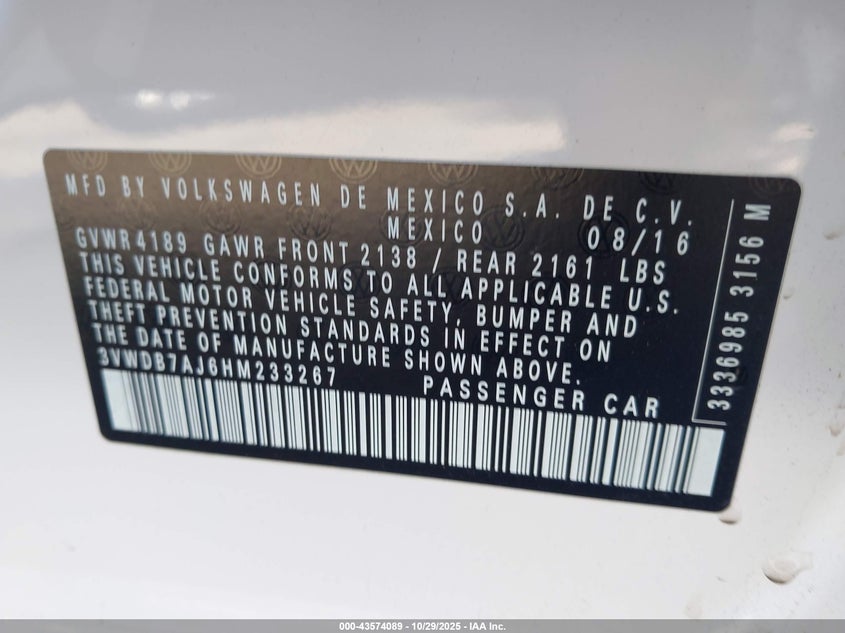 MFD BY VOLKSWAGEN DE MEXICO S.A. DE C.V.
MEXICO 08/16
GVWR 4189 GAWR FRONT 2138 / REAR 2161 LBS
THIS VEHICLE CONFORMS TO ALL APPLICABLE U.S.
FEDERAL MOTOR VEHICLE SAFETY, BUMPER AND
THEFT PREVENTION STANDARDS IN EFFECT ON
THE DATE OF MANUFACTURE SHOWN ABOVE.
3VWDB7AJ6HM233267
PASSENGER CAR
3336985 3156 M
000-43574089 | 10/29/2025 | IAA Inc.